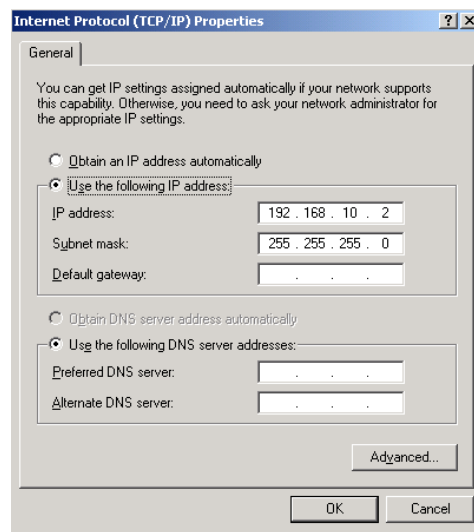 Internet Protocol (TCP/IP) Properties
General
You can get IP settings assigned automatically if your network supports
this capability. Otherwise, you need to ask your network administrator for
the appropriate IP settings.
Obtain an IP address automatically
Use the following IP address:
IP address: 192 . 168 . 10 . 2
Subnet mask: 255 . 255 . 255 . 0
Default gateway: . . .
Obtain DNS server address automatically
Use the following DNS server addresses:
Preferred DNS server: . . .
Alternate DNS server: . . .
Advanced...
OK Cancel